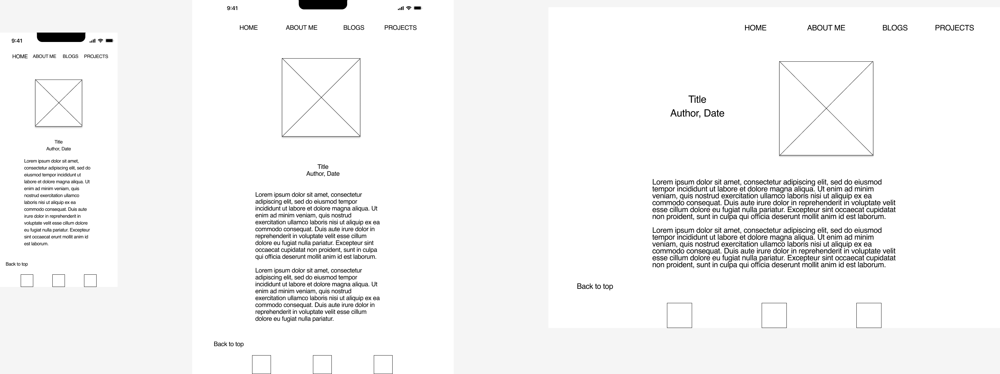 9:41
HOME ABOUT ME BLOGS PROJECTS
Title
Author, Date
Lorem ipsum dolor sit amet,
consectetur adipiscing elit, sed do
eiusmod tempor incididunt ut
labore et dolore magna aliqua. Ut
enim ad minim veniam, quis
nostrud exercitation ullamco
laboris nisi ut aliquip ex ea
commodo consequat. Duis aute
irure dolor in reprehenderit in
voluptate velit esse cillum dolore
eu fugiat nulla pariatur. Excepteur
sint occaecat erunt mollit anim id
est laborum.
Back to top
9:41
HOME ABOUT ME BLOGS PROJECTS
Title
Author, Date
Lorem ipsum dolor sit amet, consectetur
adipiscing elit, sed do eiusmod tempor
incididunt ut labore et dolore magna aliqua. Ut
enim ad minim veniam, quis nostrud
exercitation ullamco laboris nisi ut aliquip ex ea
commodo consequat. Duis aute irure dolor in
reprehenderit in voluptate velit esse cillum
dolore eu fugiat nulla pariatur. Excepteur sint
occaecat cupidatat non proident, sunt in culpa
qui officia deserunt mollit anim id est laborum.
Lorem ipsum dolor sit amet, consectetur
adipiscing elit, sed do eiusmod tempor
incididunt ut labore et dolore magna aliqua. Ut
enim ad minim veniam, quis nostrud
exercitation ullamco laboris nisi ut aliquip ex ea
commodo consequat. Duis aute irure dolor in
reprehenderit in voluptate velit esse cillum
dolore eu fugiat nulla pariatur.
Back to top
HOME ABOUT ME BLOGS PROJECTS
Title
Author, Date
Lorem ipsum dolor sit amet, consectetur adipiscing elit, sed do eiusmod
tempor incididunt ut labore et dolore magna aliqua. Ut enim ad minim
veniam, quis nostrud exercitation ullamco laboris nisi ut aliquip ex ea
commodo consequat. Duis aute irure dolor in reprehenderit in voluptate velit
esse cillum dolore eu fugiat nulla pariatur. Excepteur sint occaecat cupidatat
non proident, sunt in culpa qui officia deserunt mollit anim id est laborum.
Lorem ipsum dolor sit amet, consectetur adipiscing elit, sed do eiusmod
tempor incididunt ut labore et dolore magna aliqua. Ut enim ad minim
veniam, quis nostrud exercitation ullamco laboris nisi ut aliquip ex ea
commodo consequat. Duis aute irure dolor in reprehenderit in voluptate velit
esse cillum dolore eu fugiat nulla pariatur. Excepteur sint occaecat cupidatat
non proident, sunt in culpa qui officia deserunt mollit anim id est laborum.
Back to top